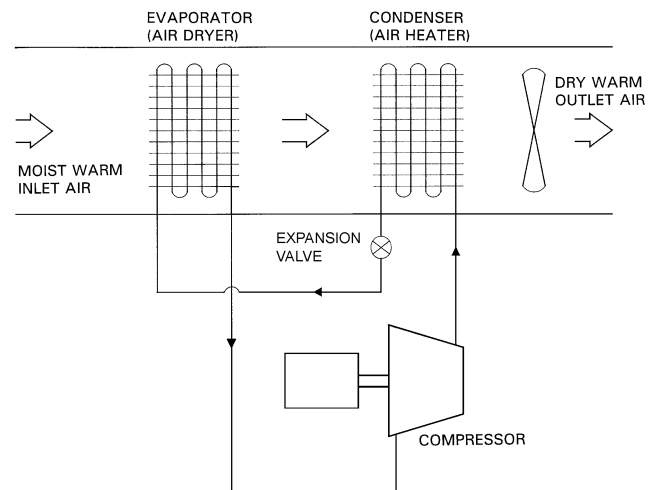 EVAPORATOR
(AIR DRYER)
CONDENSER
(AIR HEATER)
DRY WARM
OUTLET AIR
MOIST WARM
INLET AIR
EXPANSION
VALVE
COMPRESSOR